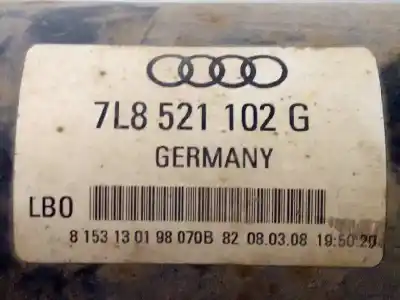 7L8 521 102 G
GERMANY
LBO
8 153 13 01 98 070B 82 08.03.08 19:50:20